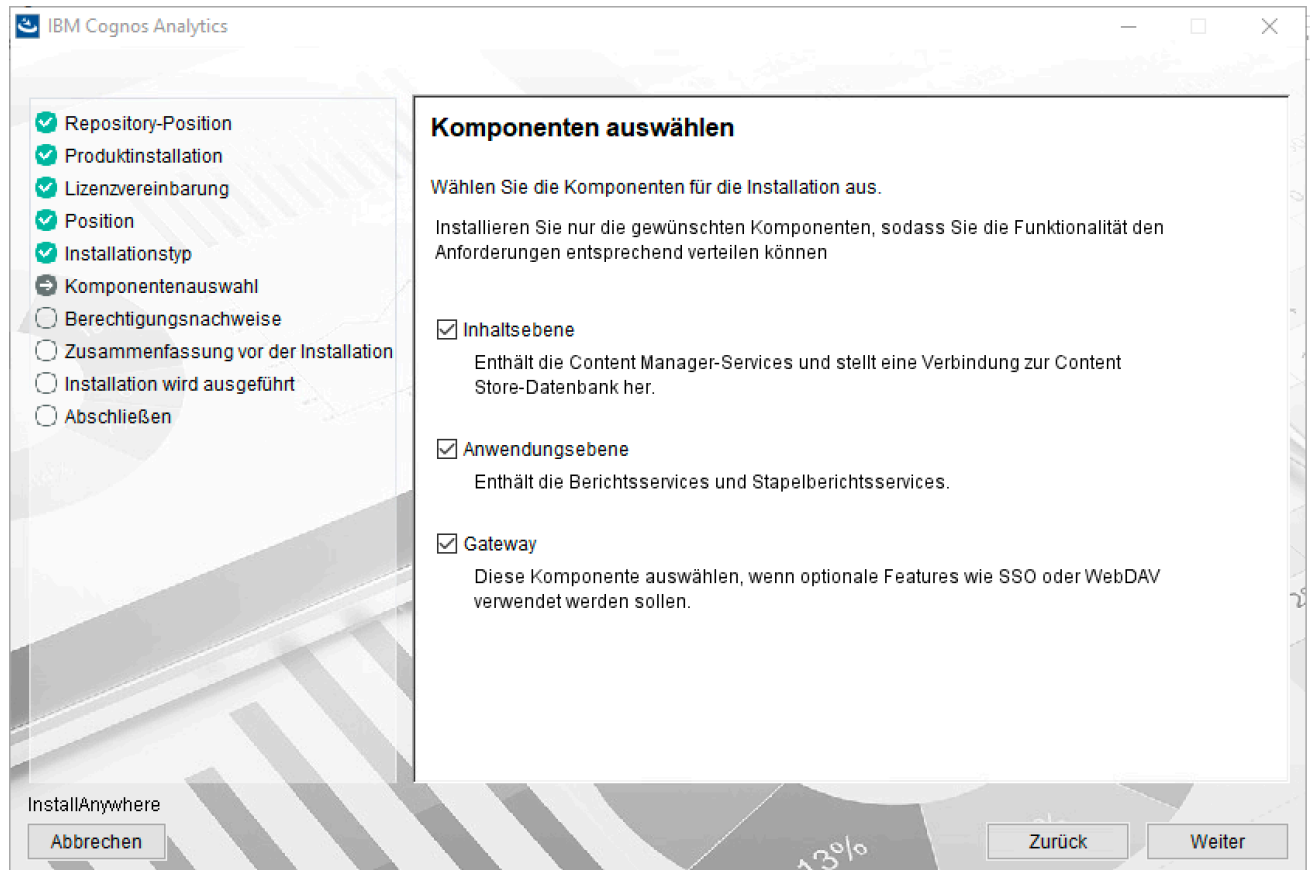 IBM Cognos Analytics
Repository-Position
Produktinstallation
Lizenzvereinbarung
Position
Installationstyp
Komponentenauswahl
Berechtigungsnachweise
Zusammenfassung vor der Installation
Installation wird ausgeführt
Abschließen
Komponenten auswählen
Wählen Sie die Komponenten für die Installation aus.
Installieren Sie nur die gewünschten Komponenten, sodass Sie die Funktionalität den
Anforderungen entsprechend verteilen können
Inhaltsebene
Enthält die Content Manager-Services und stellt eine Verbindung zur Content
Store-Datenbank her.
Anwendungsebene
Enthält die Berichtsservices und Stapelberichtsservices.
Gateway
Diese Komponente auswählen, wenn optionale Features wie SSO oder WebDAV
verwendet werden sollen.
InstallAnywhere
Abbrechen
13%
Zurück
Weiter